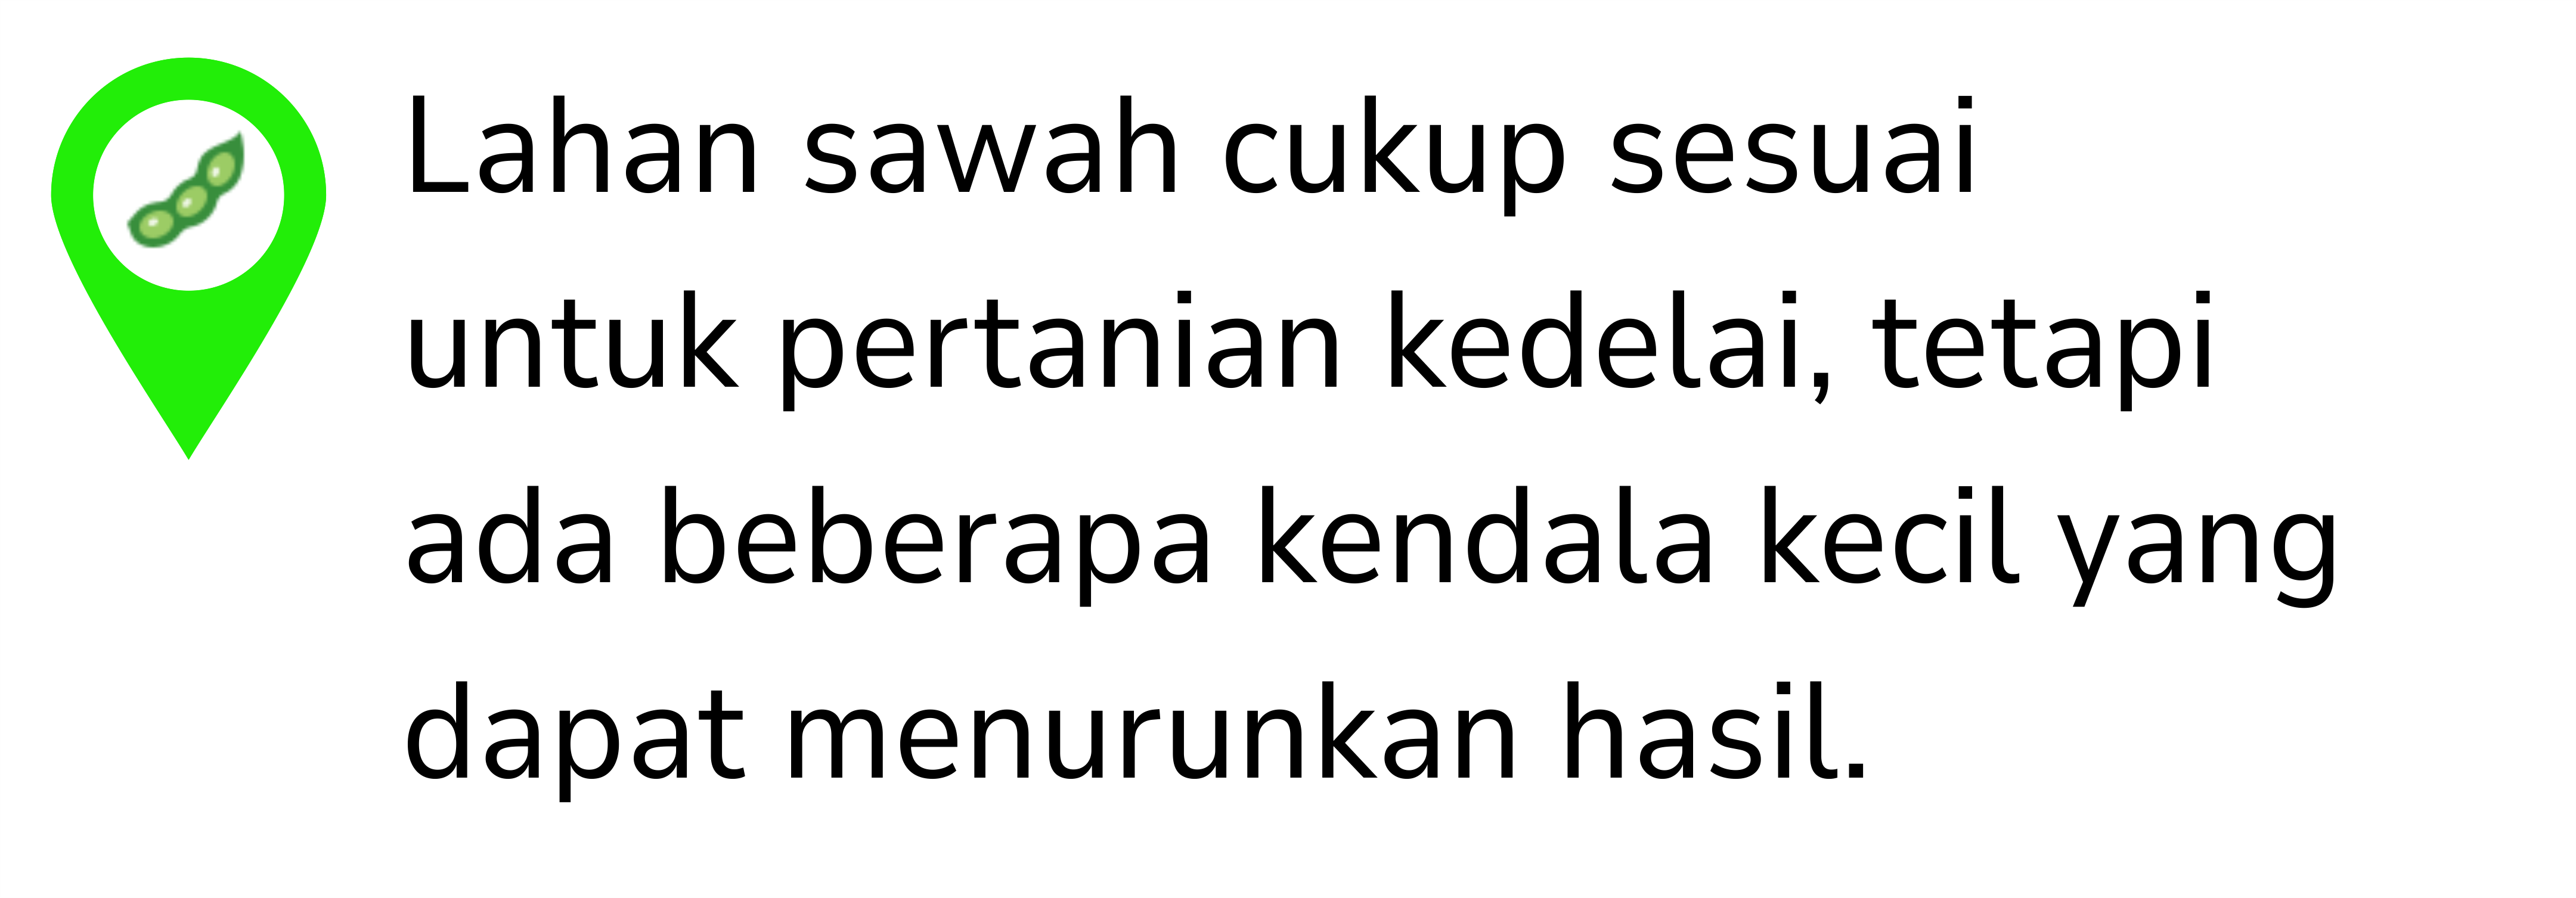 Lahan sawah cukup sesuai
untuk pertanian kedelai, tetapi
ada beberapa kendala kecil yang
dapat menurunkan hasil.